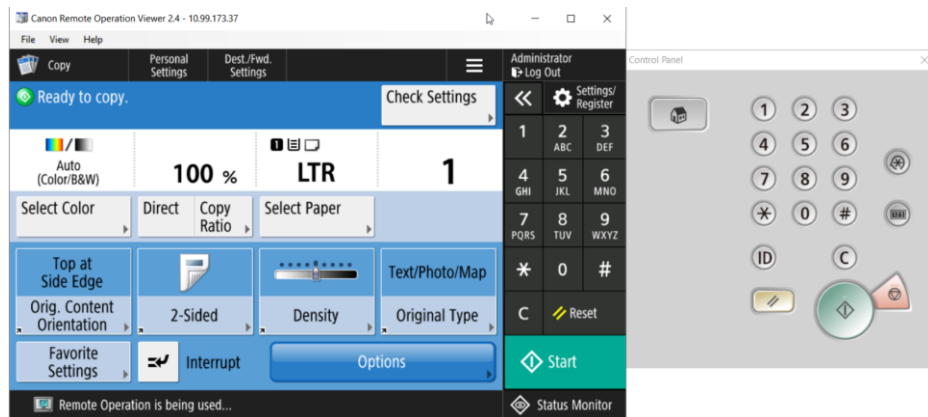 Canon Remote Operation Viewer 2.4 - 10.99.173.37
File View Help
Copy
Personal
Settings
Dest./Fwd.
Settings
Administrator
Log Out
Ready to copy.
Check Settings
Settings/
Register
Auto
(Color/B&W)
100 %
1
LTR
1
Select Color
Direct
Copy
Ratio
Select Paper
Top at
Side Edge
Text/Photo/Map
Orig. Content
Orientation
2-Sided
Density
Original Type
Favorite
Settings
Interrupt
Options
1
2
ABC
3
DEF
4
GHI
5
JKL
6
MNO
7
PQRS
8
TUV
9
WXYZ
*
0
#
C
Reset
Start
Remote Operation is being used...
Status Monitor
Control Panel
1 2 3
4 5 6
7 8 9
* 0 #
ID C